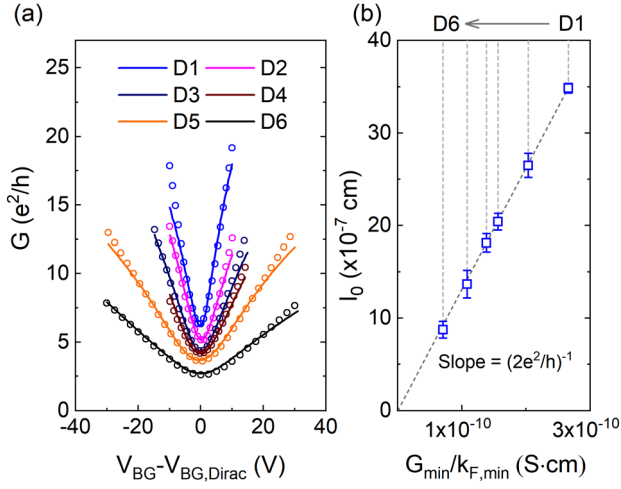 (a)
D1 D2
D3 D4
D5 D6
G (e²/h)
25
20
15
10
5
0
-40 -20 0 20 40
V_BG-V_BG,Dirac (V)
(b)
D6 D1
I₀ (x10⁻⁷ cm)
40
30
20
10
0
Slope = (2e²/h)⁻¹
1x10⁻¹⁰ 3x10⁻¹⁰
G_min/k_F,min (S·cm)